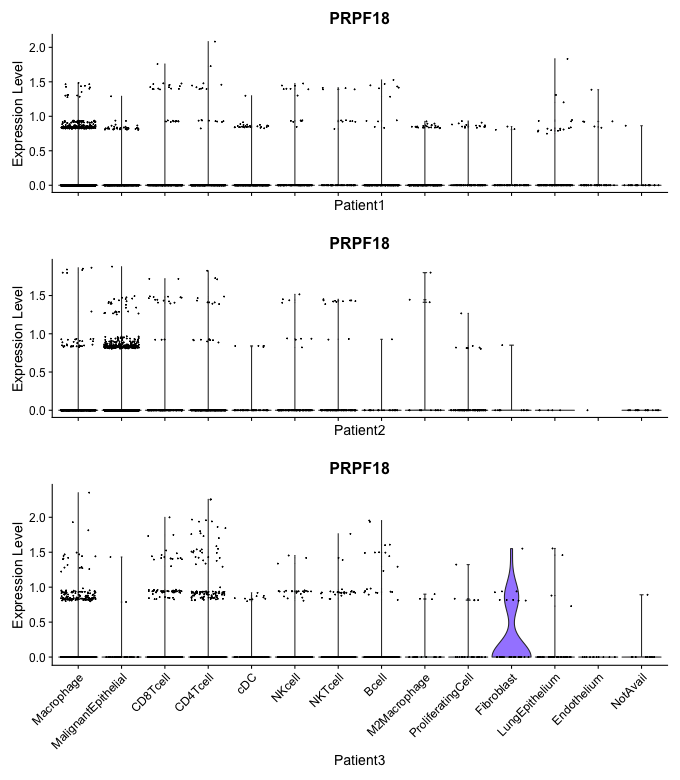 PRPF18
Expression Level
2.0
1.5
1.0
0.5
0.0
Patient1
PRPF18
Expression Level
1.5
1.0
0.5
0.0
Patient2
PRPF18
Expression Level
2.0
1.5
1.0
0.5
0.0
Macrophage
MalignantEpithelial
CD8Tcell
CD4Tcell
cDC
NKcell
NKTcell
Bcell
M2Macrophage
ProliferatingCell
Fibroblast
LungEpithelium
Endothelium
NotAvail
Patient3